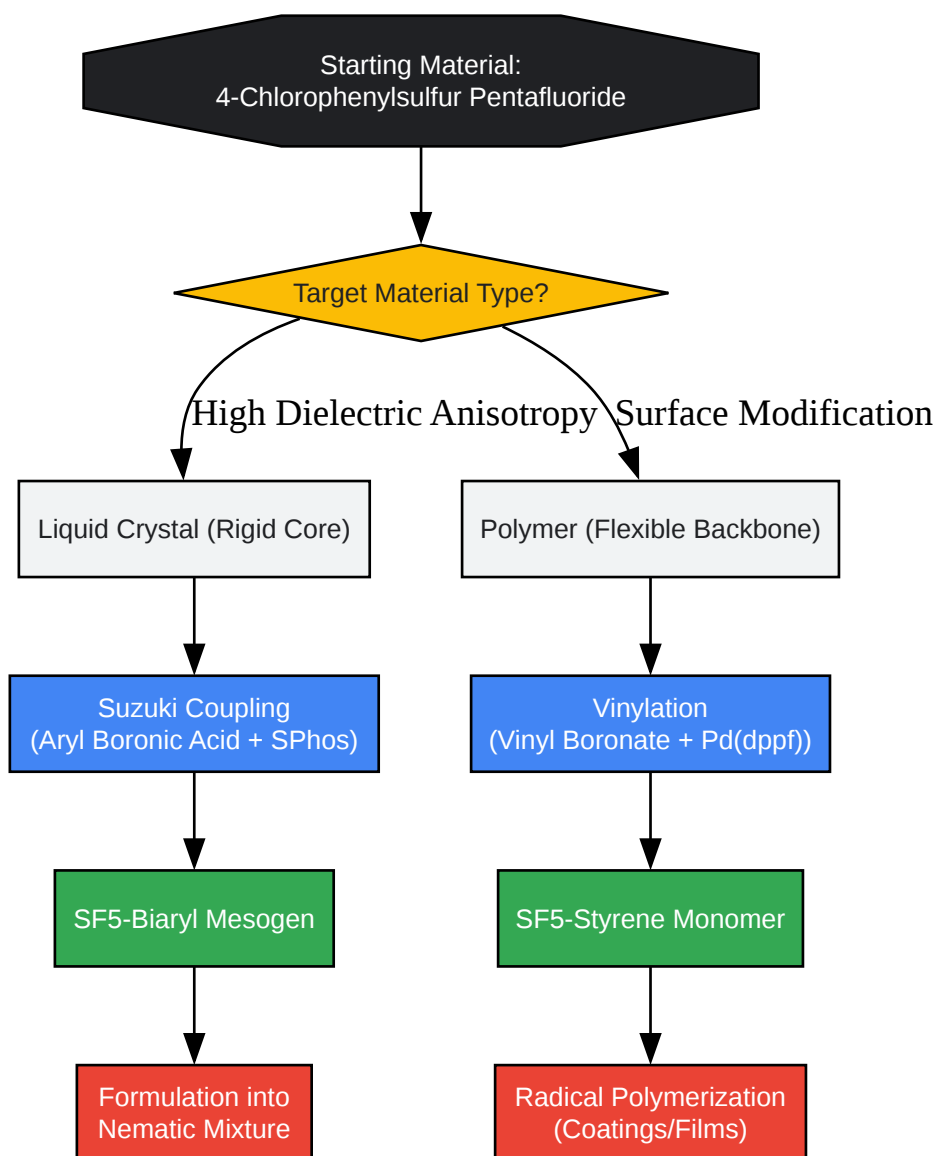 Starting Material:
4-Chlorophenylsulfur Pentafluoride
Target Material Type?
High Dielectric Anisotropy
Surface Modification
Liquid Crystal (Rigid Core)
Polymer (Flexible Backbone)
Suzuki Coupling
(Aryl Boronic Acid + SPhos)
Vinylation
(Vinyl Boronate + Pd(dppf))
SF5-Biaryl Mesogen
SF5-Styrene Monomer
Formulation into
Nematic Mixture
Radical Polymerization
(Coatings/Films)